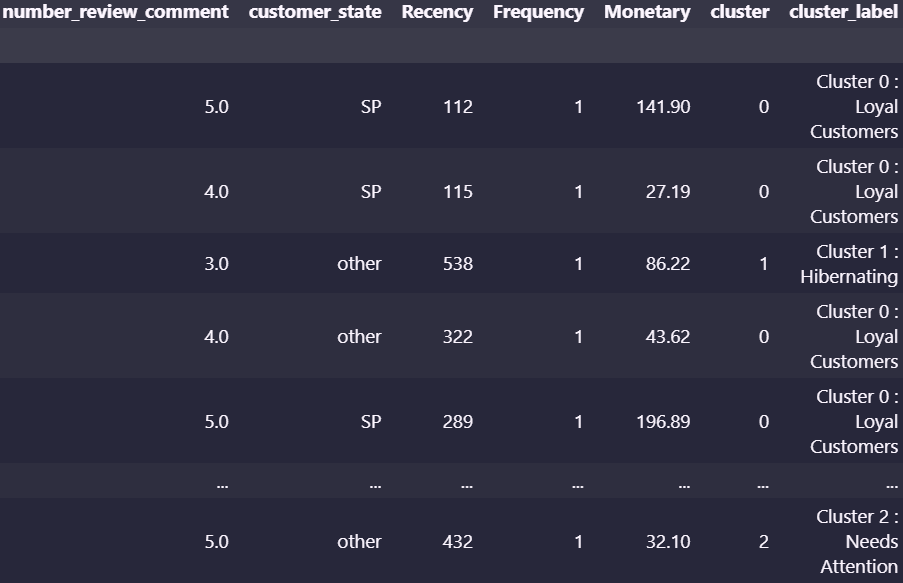 number_review_comment customer_state Recency Frequency Monetary cluster cluster_label
5.0 SP 112 1 141.90 0 Cluster 0 : Loyal Customers
4.0 SP 115 1 27.19 0 Cluster 0 : Loyal Customers
3.0 other 538 1 86.22 1 Cluster 1 : Hibernating
4.0 other 322 1 43.62 0 Cluster 0 : Loyal Customers
5.0 SP 289 1 196.89 0 Cluster 0 : Loyal Customers
... ... ... ... ... ... ...
5.0 other 432 1 32.10 2 Cluster 2 : Needs Attention